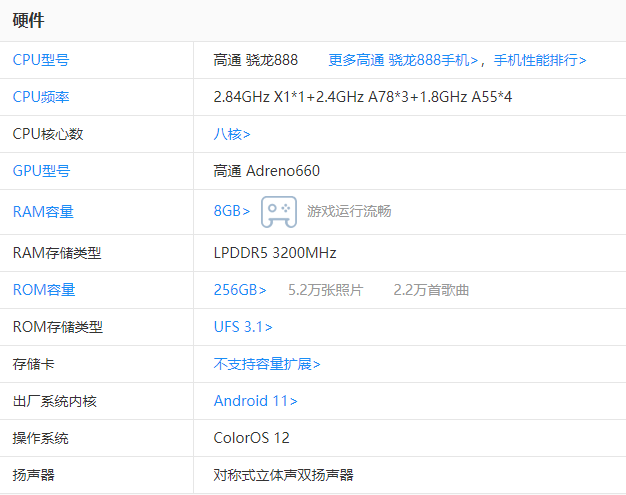 硬件
CPU型号 高通 骁龙888 更多高通 骁龙888手机>，手机性能排行>
CPU频率 2.84GHz X1*1+2.4GHz A78*3+1.8GHz A55*4
CPU核心数 八核>
GPU型号 高通 Adreno660
RAM容量 8GB> 游戏运行流畅
RAM存储类型 LPDDR5 3200MHz
ROM容量 256GB> 5.2万张照片 2.2万首歌曲
ROM存储类型 UFS 3.1>
存储卡 不支持容量扩展>
出厂系统内核 Android 11>
操作系统 ColorOS 12
扬声器 对称式立体声双扬声器